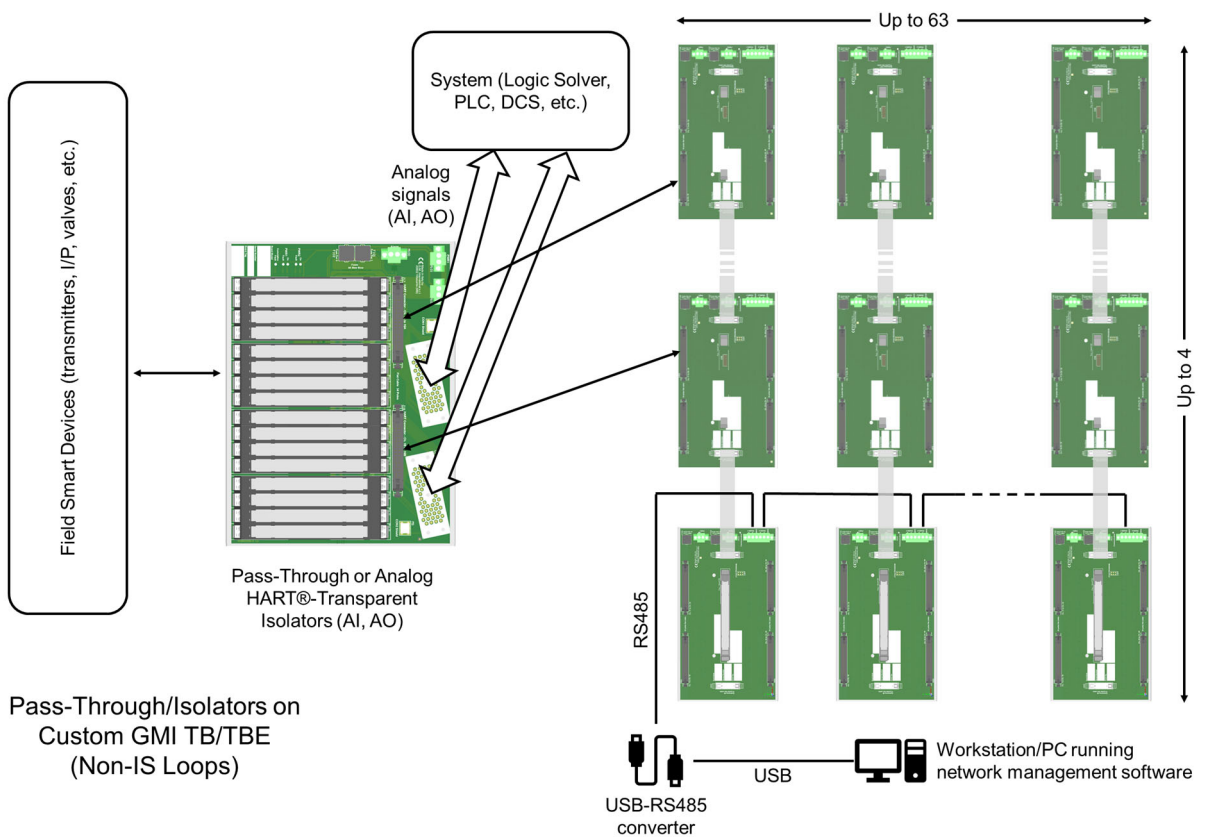 Up to 63
System (Logic Solver,
PLC, DCS, etc.)
Field Smart Devices (transmitters, I/P, valves, etc.)
Analog
signals
(AI, AO)
Up to 4
Pass-Through or Analog
HART®-Transparent
Isolators (AI, AO)
RS485
Pass-Through/Isolators on
Custom GMI TB/TBE
(Non-IS Loops)
USB
Workstation/PC running
network management software
USB-RS485
converter